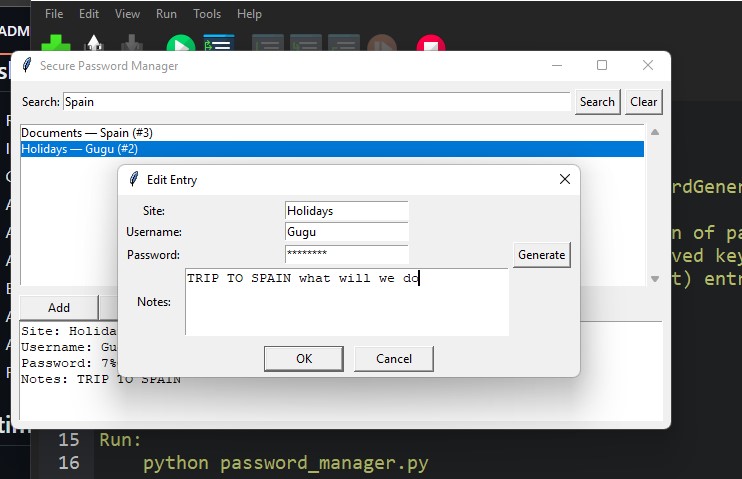 File Edit View Run Tools Help
ADM
Secure Password Manager
Search: Spain Search Clear
Documents — Spain (#3)
Holidays — Gugu (#2)
Edit Entry
Site: Holidays
Username: Gugu
Password: ******** Generate
Notes: TRIP TO SPAIN what will we do
OK Cancel
Add
Site: Holida
Username: Gu
Password: 7%
Notes: TRIP TO SPAIN
rdGener
n of pa
ved key
t) entr
15 Run:
16 python password_manager.py